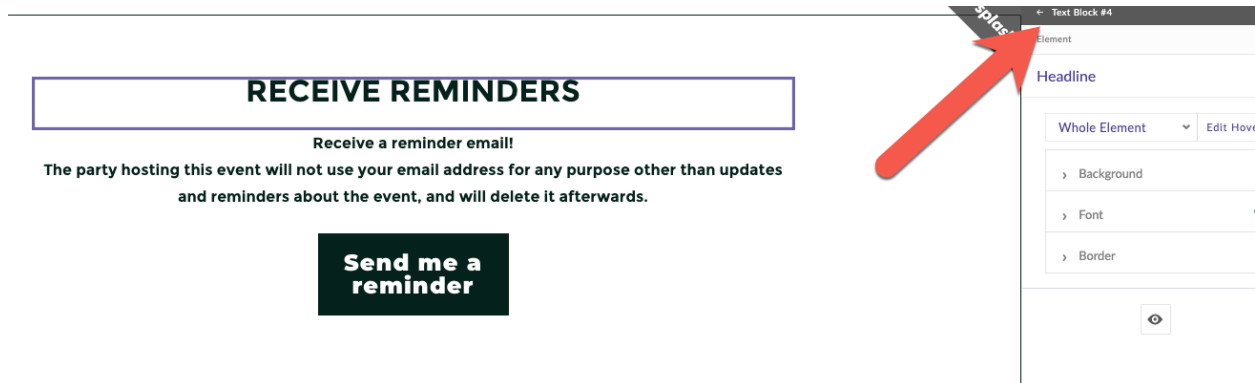 ← Text Block #4
Element
RECEIVE REMINDERS
Headline
Receive a reminder email!
The party hosting this event will not use your email address for any purpose other than updates
and reminders about the event, and will delete it afterwards.
Send me a
reminder
Whole Element
Edit Hove
Background
Font
Border